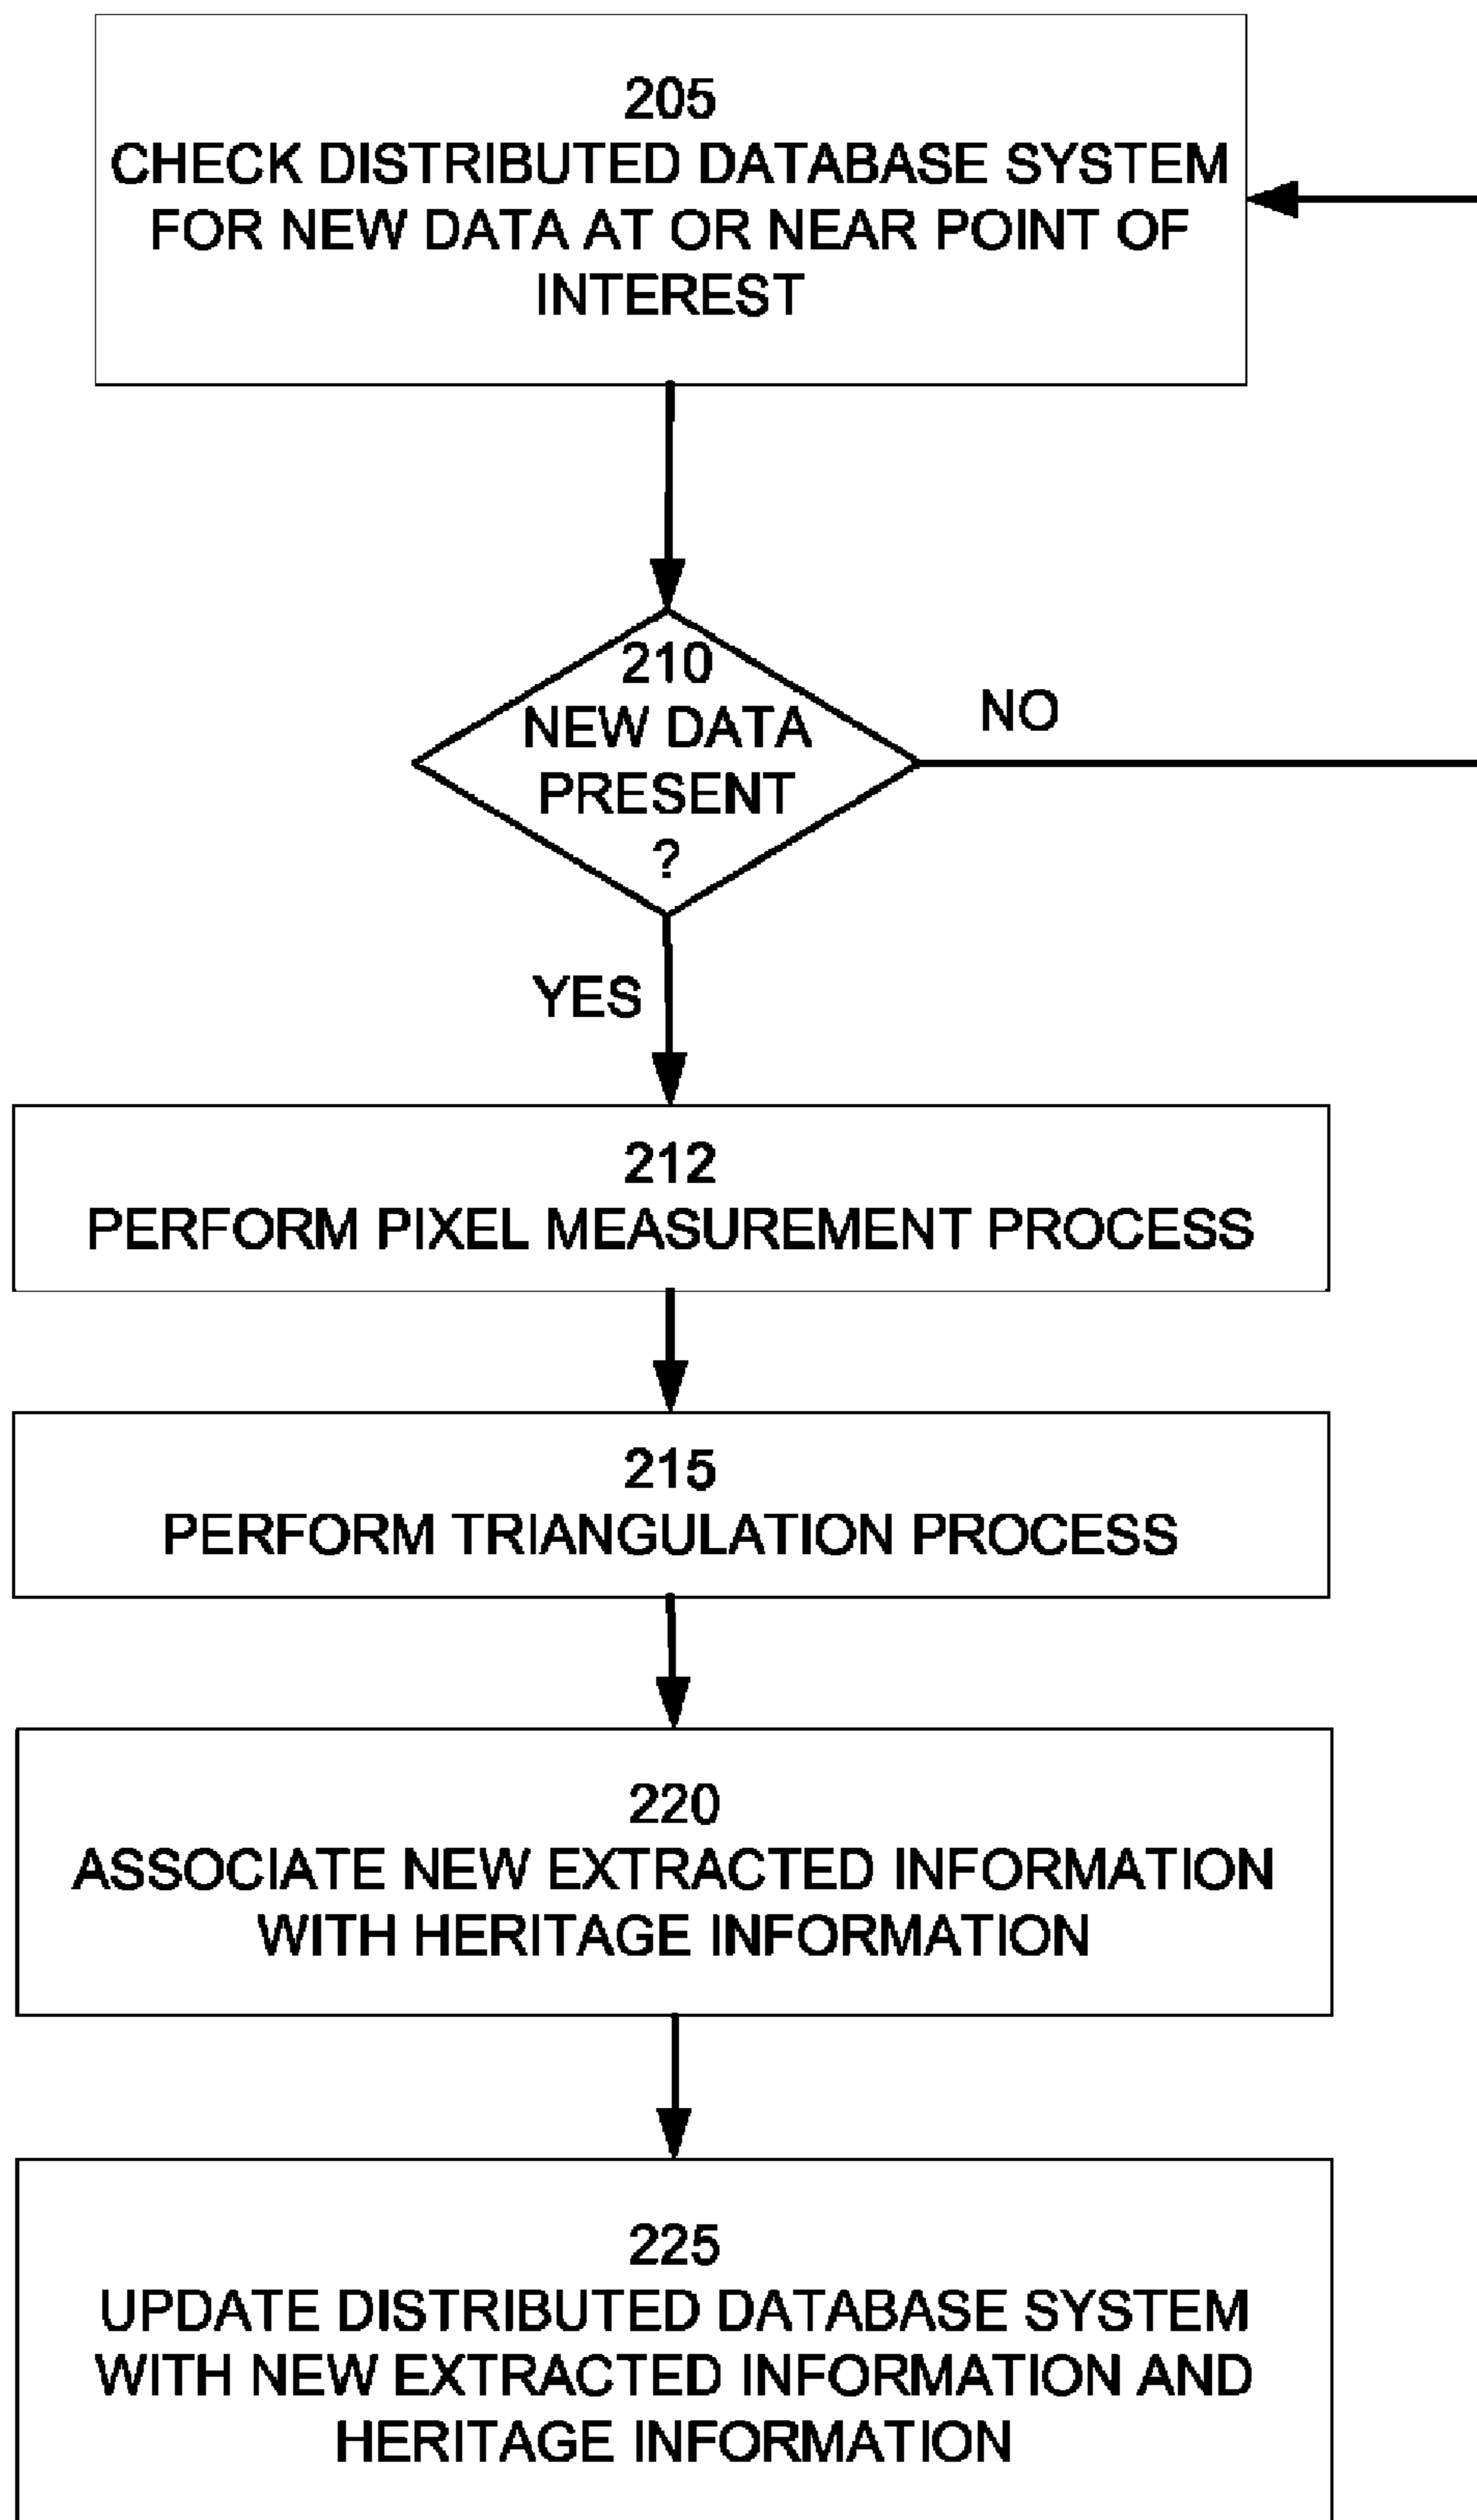 205
CHECK DISTRIBUTED DATABASE SYSTEM
FOR NEW DATA AT OR NEAR POINT OF
INTEREST
210
NEW DATA
PRESENT
?
NO
YES
212
PERFORM PIXEL MEASUREMENT PROCESS
215
PERFORM TRIANGULATION PROCESS
220
ASSOCIATE NEW EXTRACTED INFORMATION
WITH HERITAGE INFORMATION
225
UPDATE DISTRIBUTED DATABASE SYSTEM
WITH NEW EXTRACTED INFORMATION AND
HERITAGE INFORMATION